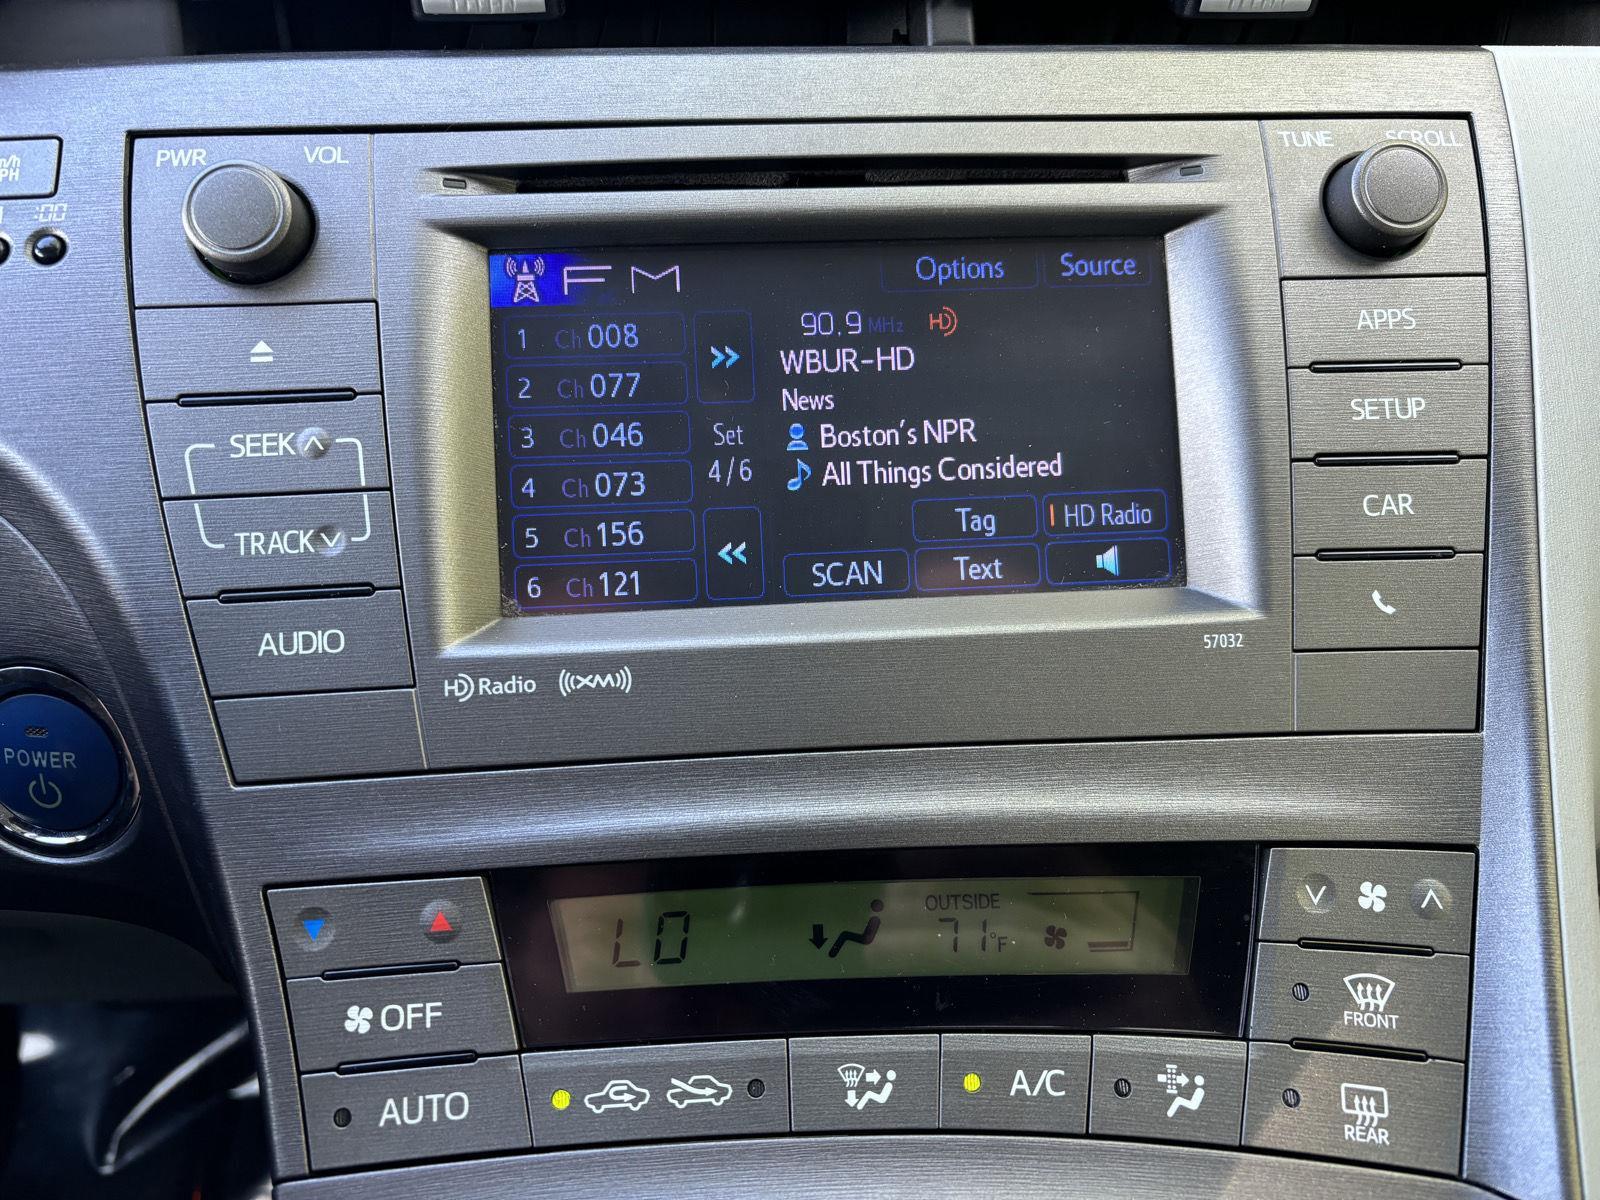 PWR VOL
TUNE SCROLL
:00
FM Options Source
90.9 MHz HD
WBUR-HD
News
Boston's NPR
All Things Considered
1 Ch 008
2 Ch 077
3 Ch 046
4 Ch 073
5 Ch 156
6 Ch 121
Set
4/6
Tag HD Radio
SCAN Text
SEEK
TRACK
AUDIO
APPS
SETUP
CAR
57032
HD Radio ((XM))
POWER
LO OUTSIDE 71°F
OFF
AUTO
A/C
FRONT
REAR